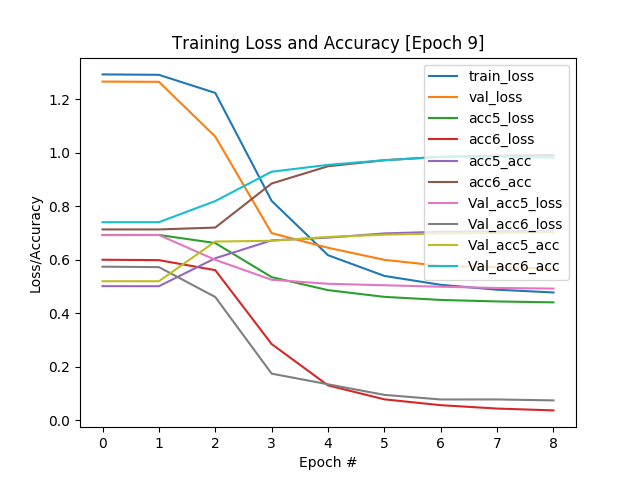 Training Loss and Accuracy [Epoch 9]
Loss/Accuracy
1.2
1.0
0.8
0.6
0.4
0.2
0.0
train_loss
val_loss
acc5_loss
acc6_loss
acc5_acc
acc6_acc
Val_acc5_loss
Val_acc6_loss
Val_acc5_acc
Val_acc6_acc
0 1 2 3 4 5 6 7 8
Epoch #